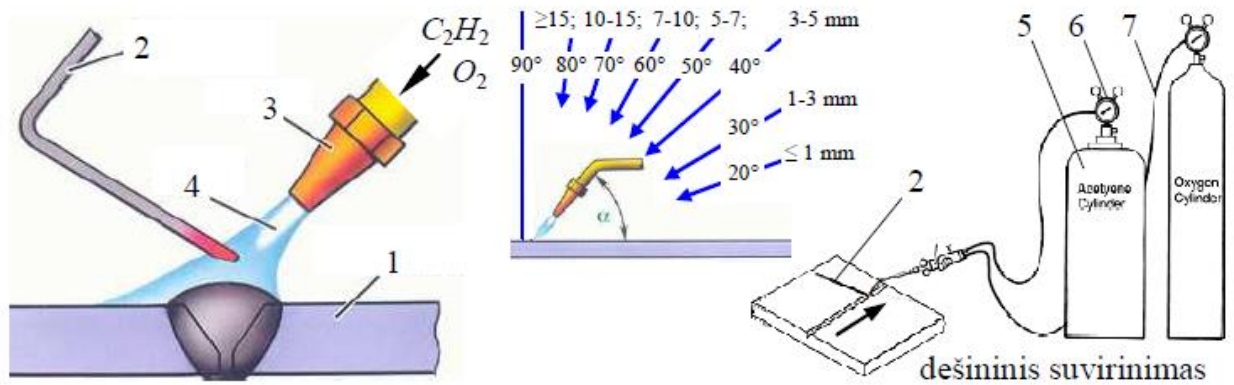 2
C₂H₂
O₂
3
4
1
≥15; 10-15; 7-10; 5-7; 3-5 mm
90° 80° 70° 60° 50° 40°
1-3 mm
30°
≤ 1 mm
20°
α
2
5
6
7
Acetyene
Cylinder
Oxygen
Cylinder
dešininis suvirinimas